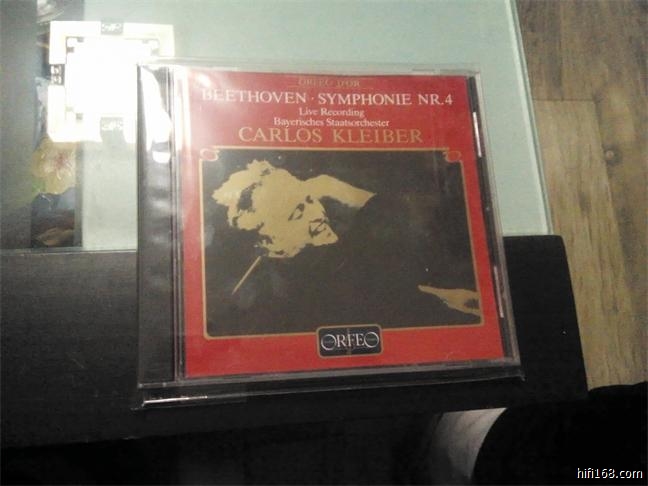 ORFEO D'OR
BEETHOVEN · SYMPHONIE NR. 4
Live Recording
Bayerisches Staatsorchester
CARLOS KLEIBER
ORFEO
hifi168.com